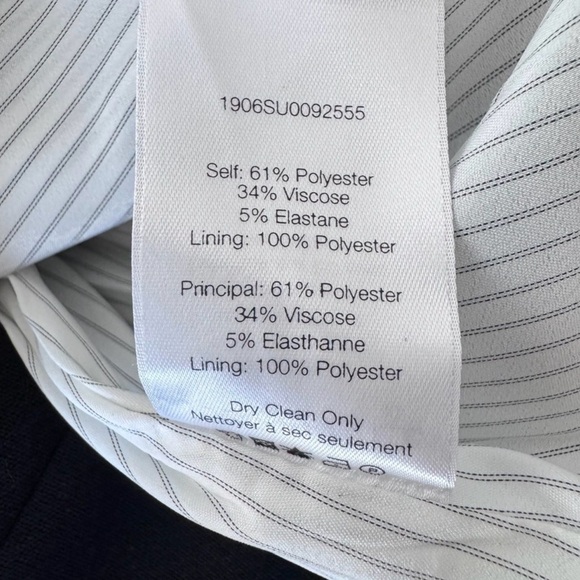 1906SU0092555
Self: 61% Polyester
34% Viscose
5% Elastane
Lining: 100% Polyester
Principal: 61% Polyester
34% Viscose
5% Elasthanne
Lining: 100% Polyester
Dry Clean Only
Nettoyer à sec seulement